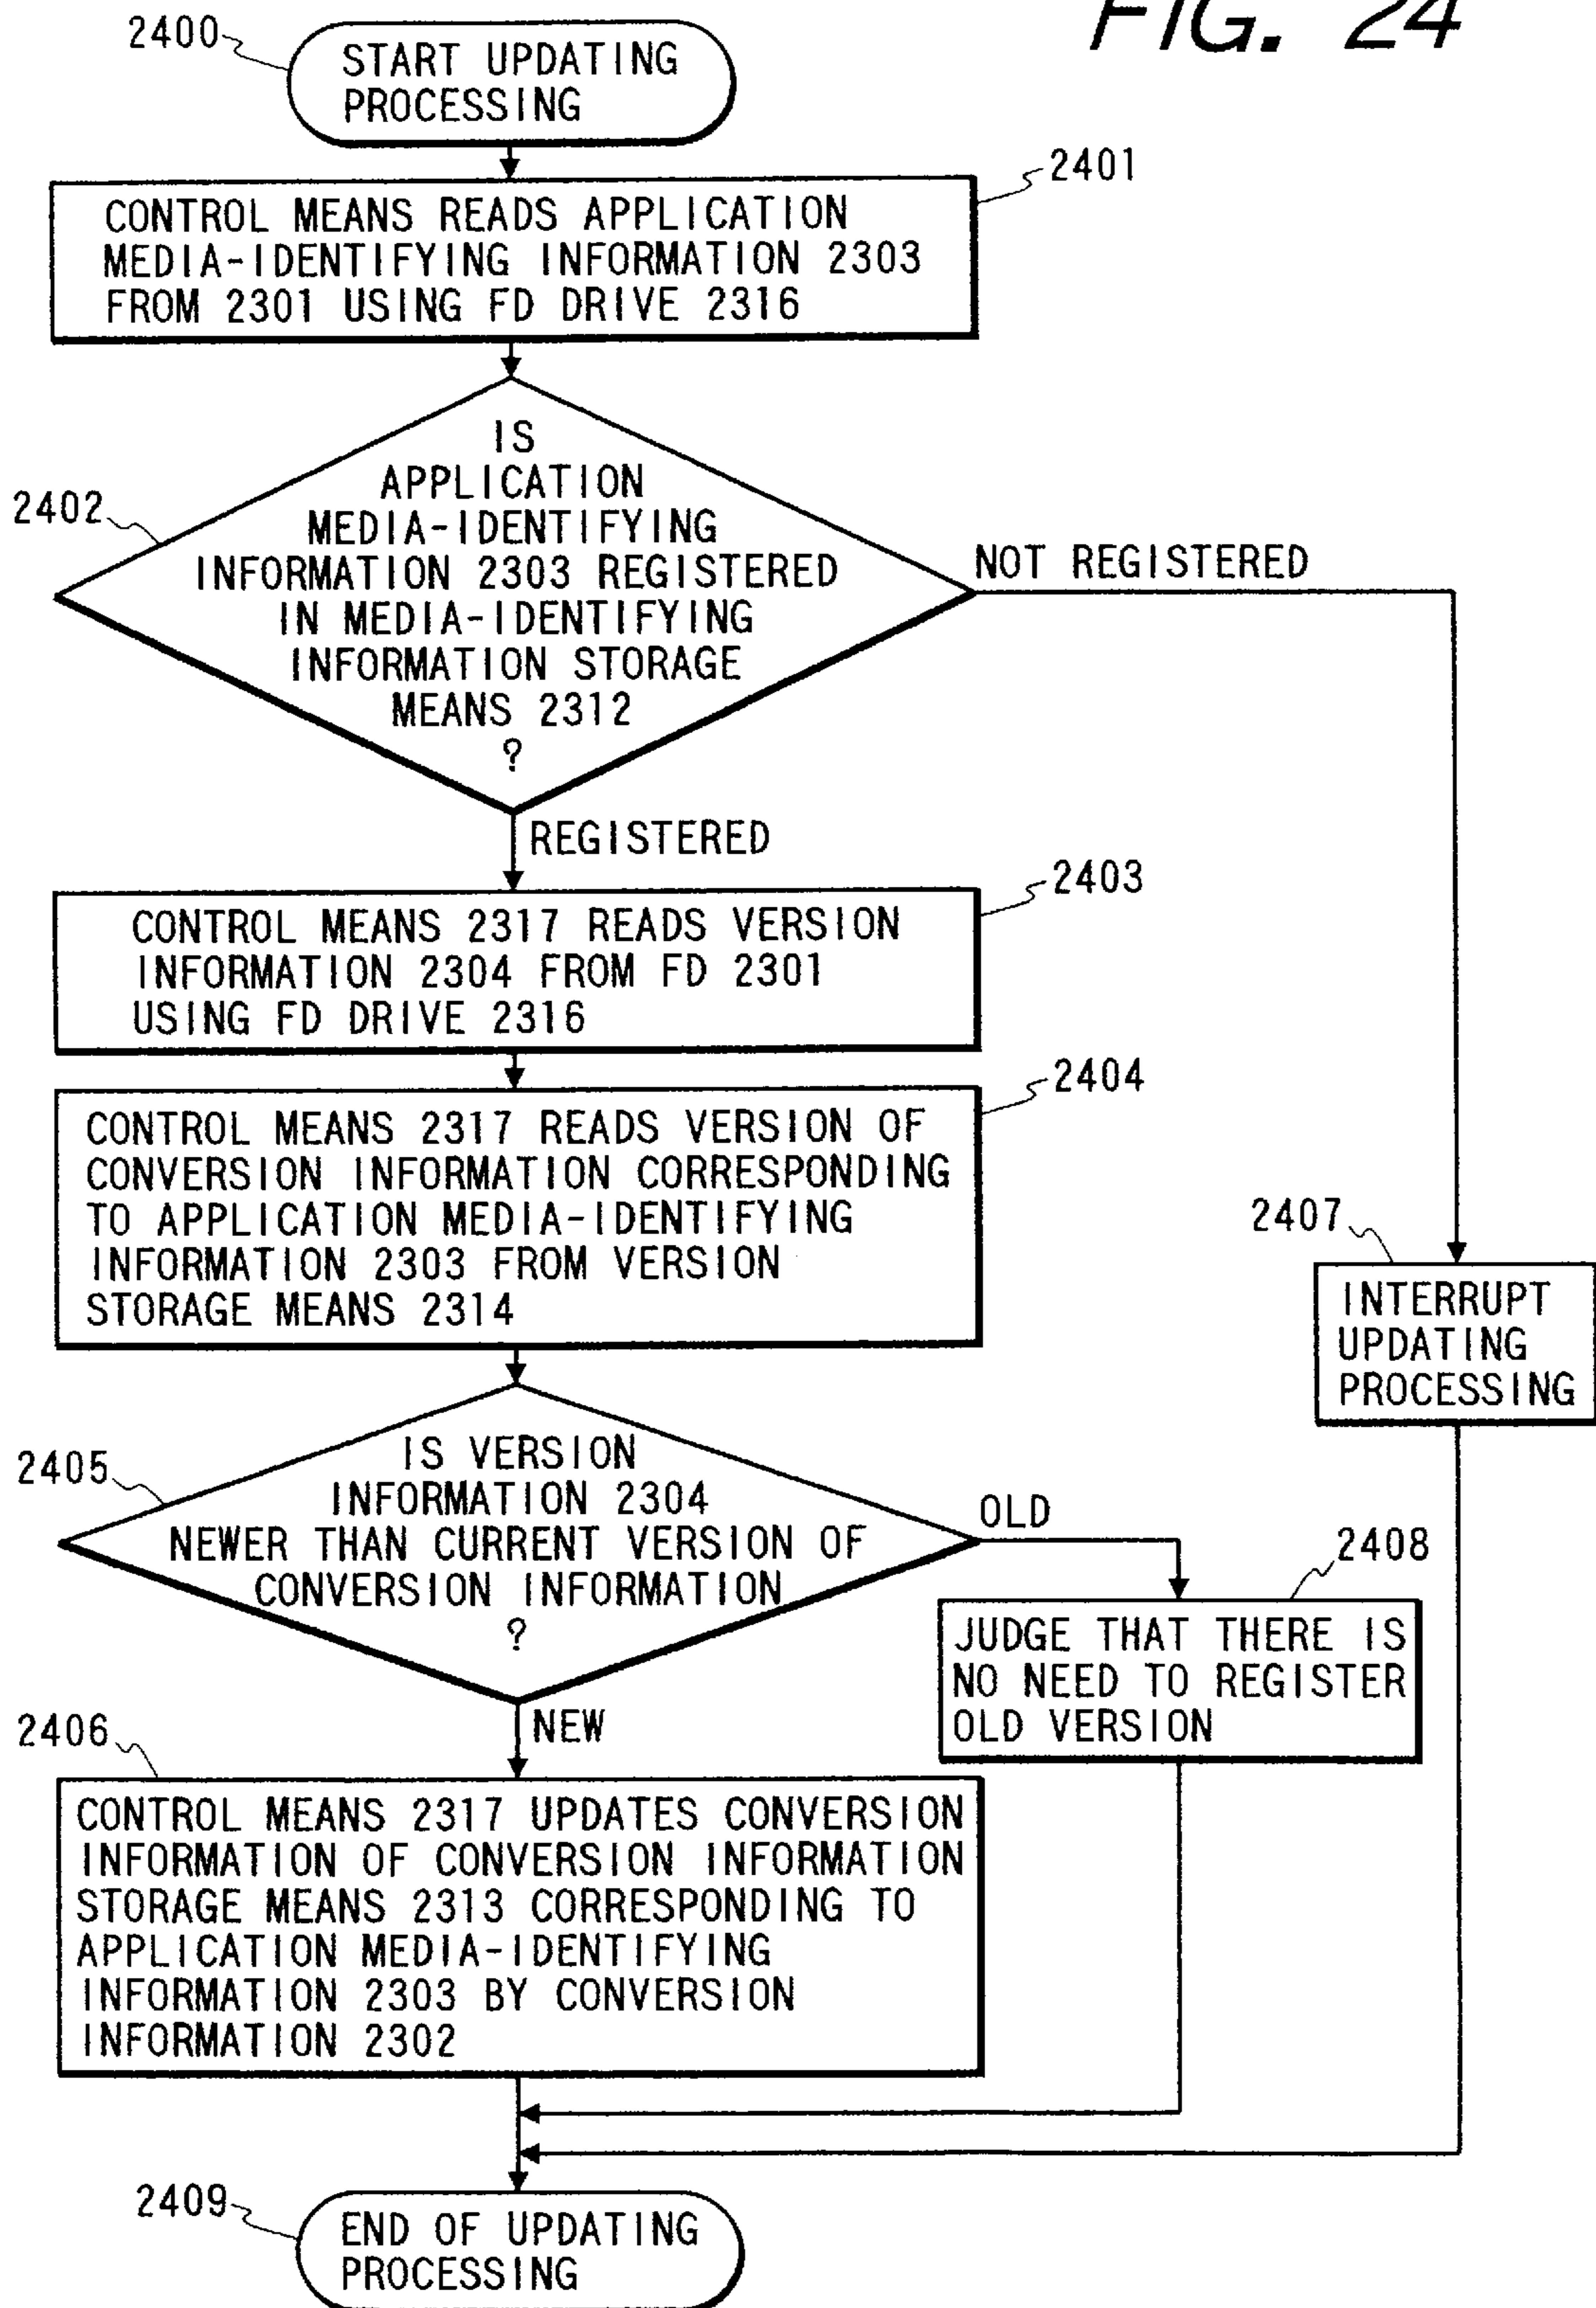 FIG. 24
2400
START UPDATING
PROCESSING
2401
CONTROL MEANS READS APPLICATION
MEDIA-IDENTIFYING INFORMATION 2303
FROM 2301 USING FD DRIVE 2316
2402
IS
APPLICATION
MEDIA-IDENTIFYING
INFORMATION 2303 REGISTERED
IN MEDIA-IDENTIFYING
INFORMATION STORAGE
MEANS 2312
?
NOT REGISTERED
REGISTERED
2403
CONTROL MEANS 2317 READS VERSION
INFORMATION 2304 FROM FD 2301
USING FD DRIVE 2316
2404
CONTROL MEANS 2317 READS VERSION OF
CONVERSION INFORMATION CORRESPONDING
TO APPLICATION MEDIA-IDENTIFYING
INFORMATION 2303 FROM VERSION
STORAGE MEANS 2314
2407
INTERRUPT
UPDATING
PROCESSING
2405
IS VERSION
INFORMATION 2304
NEWER THAN CURRENT VERSION OF
CONVERSION INFORMATION
?
OLD
2408
JUDGE THAT THERE IS
NO NEED TO REGISTER
OLD VERSION
NEW
2406
CONTROL MEANS 2317 UPDATES CONVERSION
INFORMATION OF CONVERSION INFORMATION
STORAGE MEANS 2313 CORRESPONDING TO
APPLICATION MEDIA-IDENTIFYING
INFORMATION 2303 BY CONVERSION
INFORMATION 2302
2409
END OF UPDATING
PROCESSING